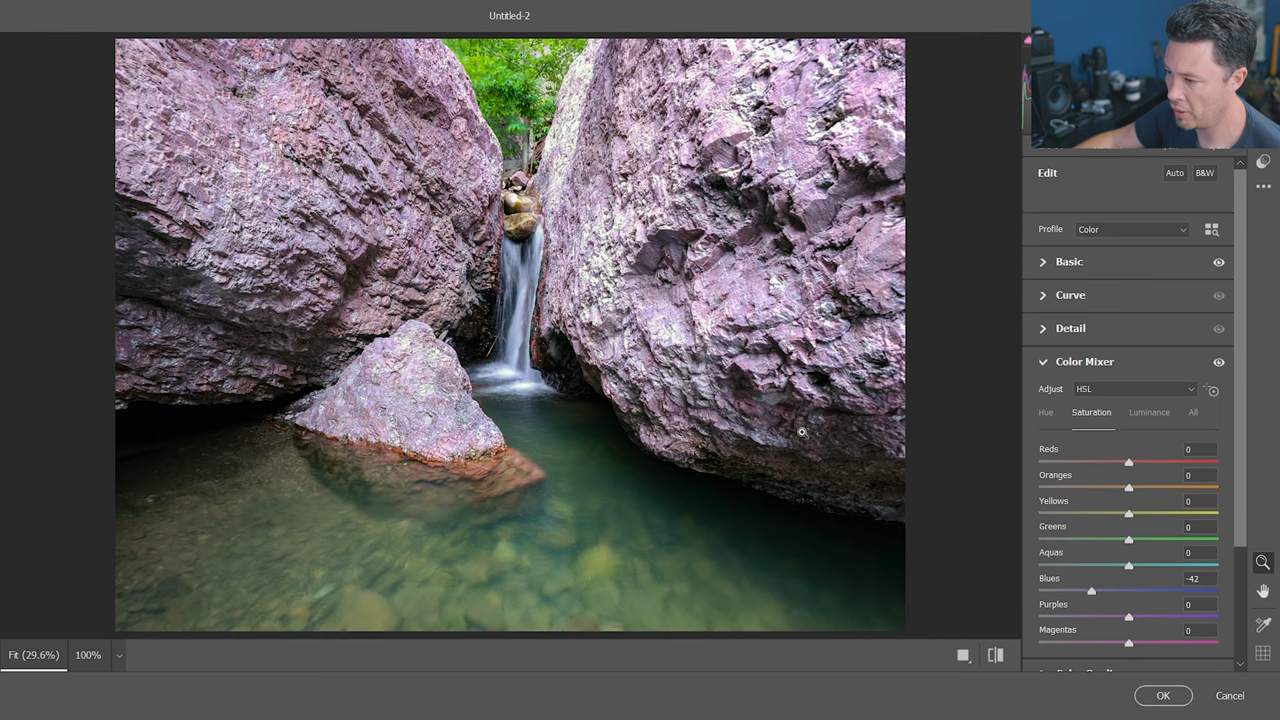 Untitled-2
Edit Auto B&W
Profile Color
Basic
Curve
Detail
Color Mixer
Adjust HSL
Hue Saturation Luminance All
Reds 0
Oranges 0
Yellows 0
Greens 0
Aquas 0
Blues -42
Purples 0
Magentas 0
Fit (29.6%) 100%
OK Cancel